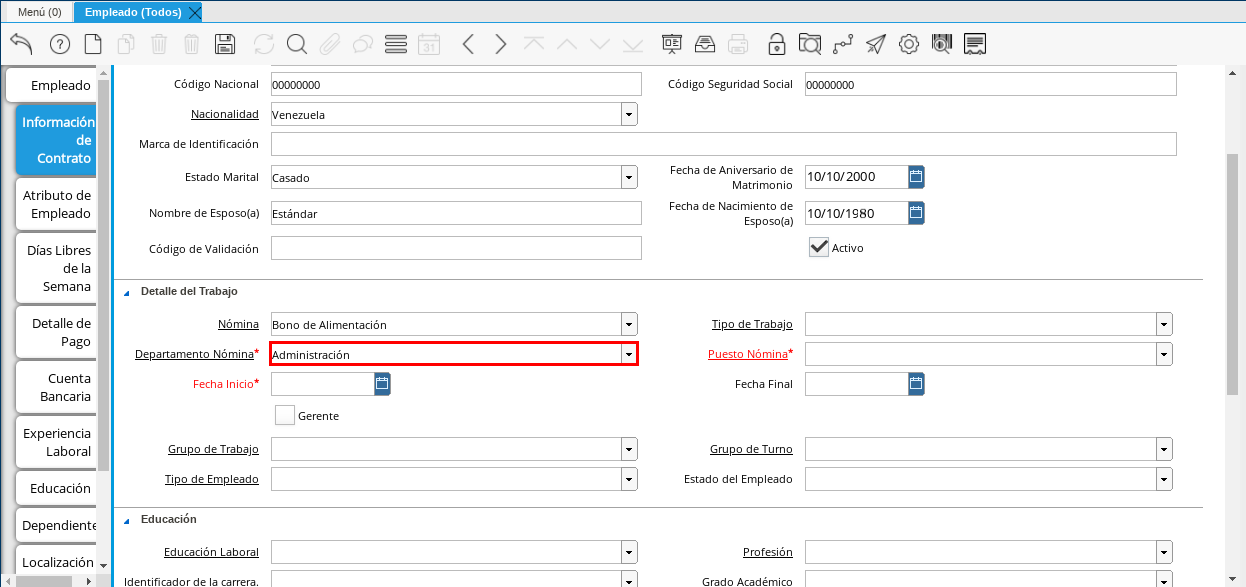 Menú (0)
Empleado (Todos)
31
Empleado
Información
de
Contrato
Atributo de
Empleado
Días Libres
de la
Semana
Detalle de
Pago
Cuenta
Bancaria
Experiencia
Laboral
Educación
Dependiente
Localización
Código Nacional
00000000
Código Seguridad Social
00000000
Nacionalidad
Venezuela
Marca de Identificación
Estado Marital
Casado
Fecha de Aniversario de
Matrimonio
10/10/2000
Nombre de Esposo(a)
Estándar
Fecha de Nacimiento de
Esposo(a)
10/10/1980
Código de Validación
Activo
Detalle del Trabajo
Nómina
Bono de Alimentación
Tipo de Trabajo
Departamento Nómina*
Administración
Puesto Nómina*
Fecha Inicio*
Fecha Final
Gerente
Grupo de Trabajo
Grupo de Turno
Tipo de Empleado
Estado del Empleado
Educación
Educación Laboral
Profesión
Identificador de la carrera.
Grado Académico